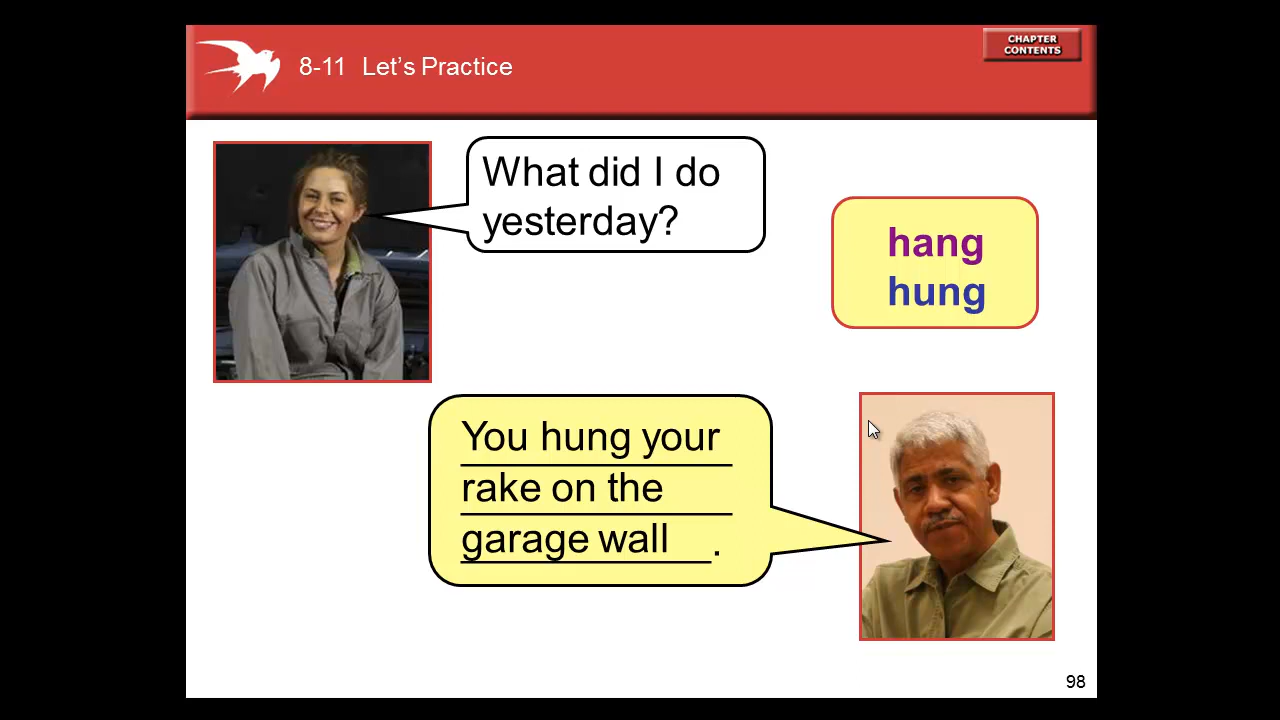 8-11 Let’s Practice
CHAPTER
CONTENTS
What did I do
yesterday?
hang
hung
You hung your
rake on the
garage wall.
98